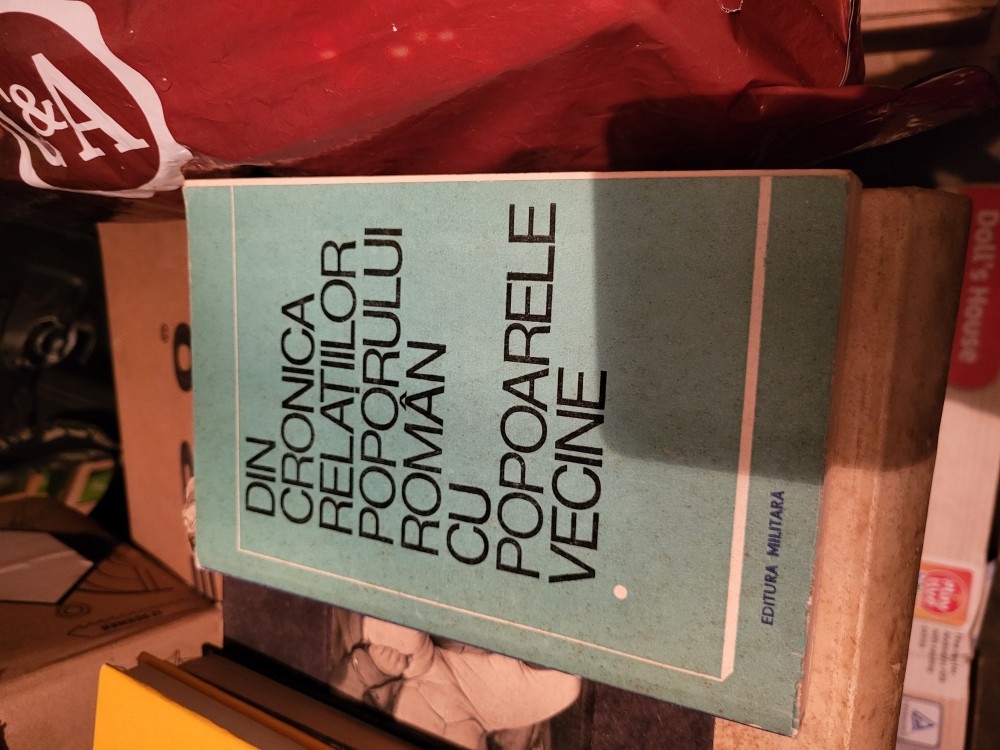 DIN
CRONICA
RELAȚIILOR
POPORULUI
ROMÂN
CU
POPOARELE
VECINE
EDITURA MILITARA
&A
Doll's House